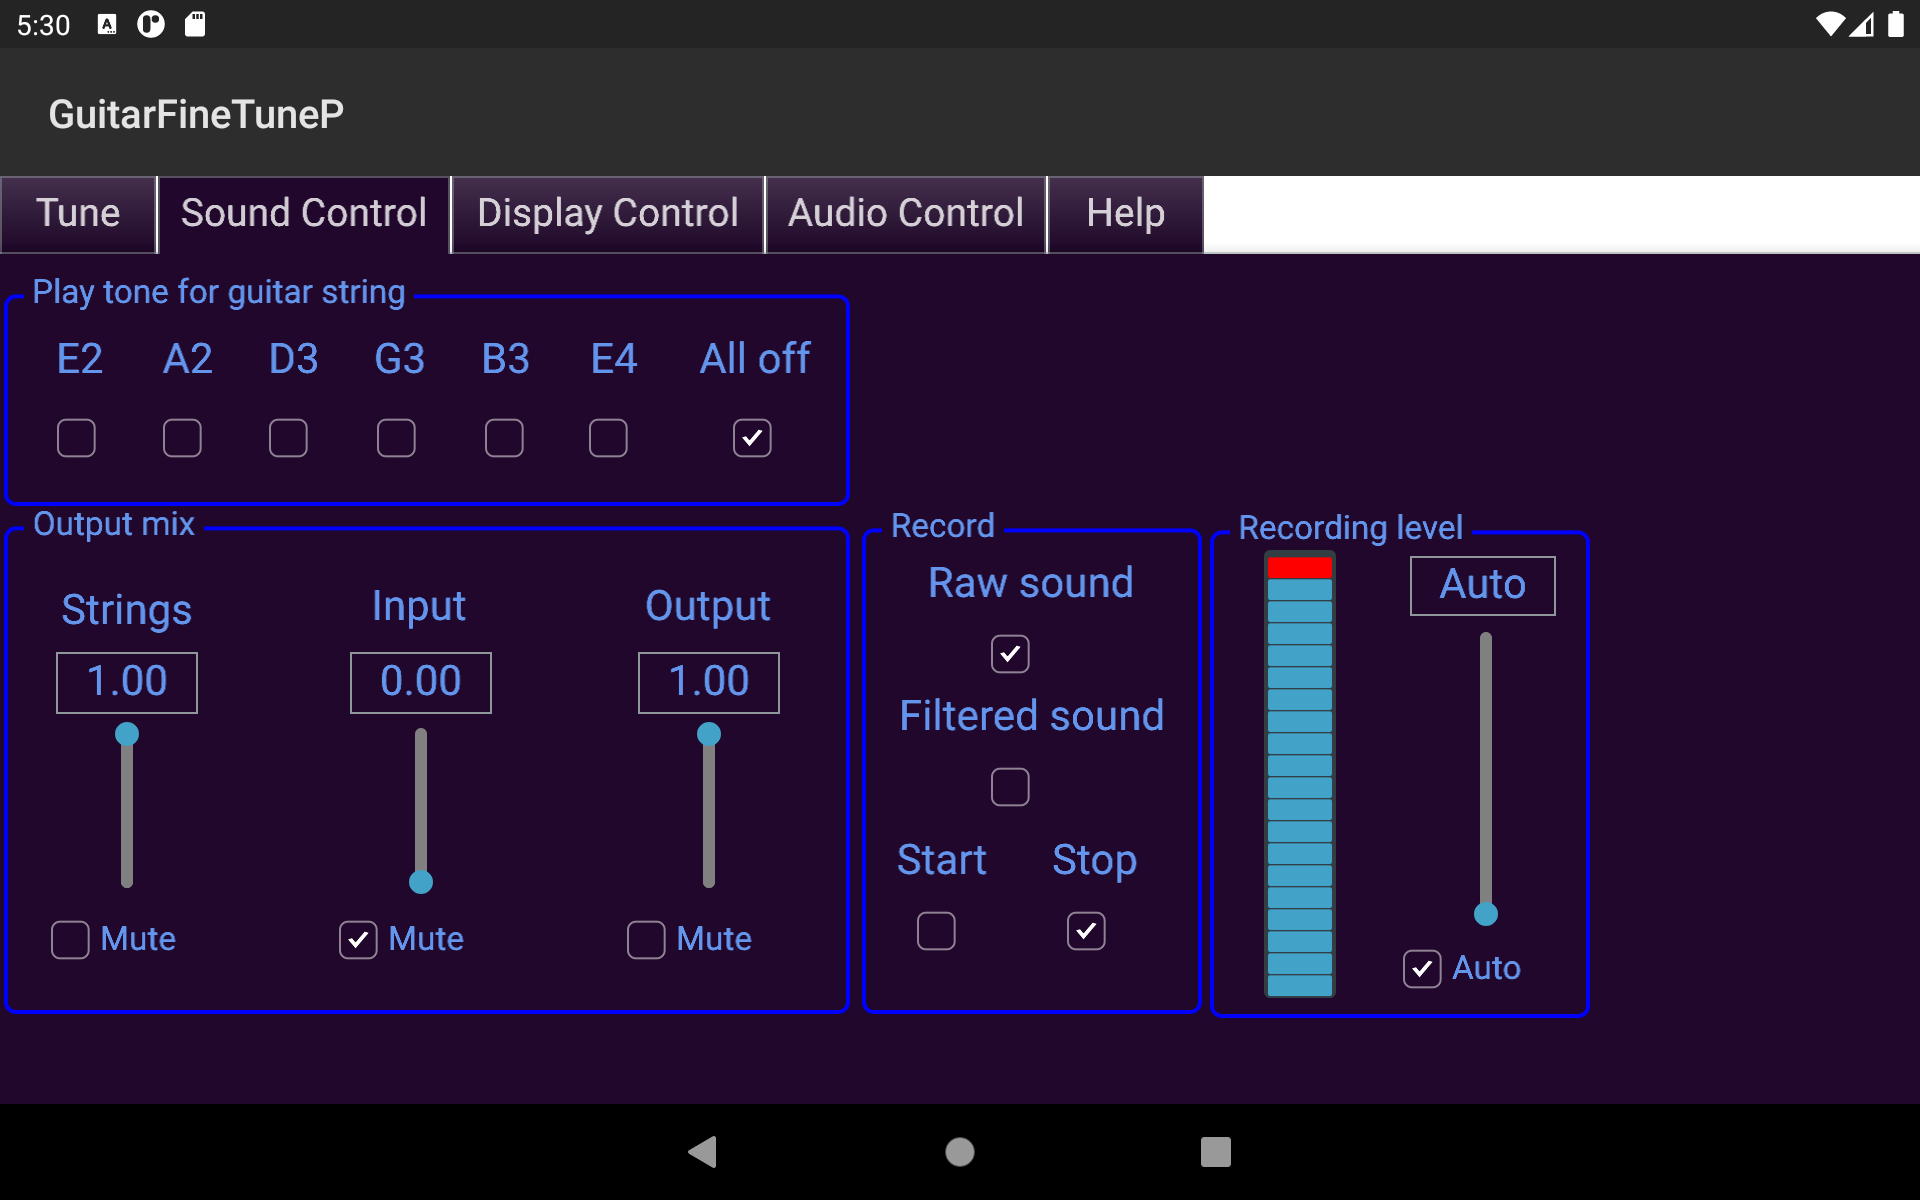 5:30
GuitarFineTuneP
Tune Sound Control Display Control Audio Control Help
Play tone for guitar string
E2 A2 D3 G3 B3 E4 All off
Output mix
Strings Input Output
1.00 0.00 1.00
Mute Mute Mute
Record
Raw sound
Filtered sound
Start Stop
Recording level
Auto
Auto